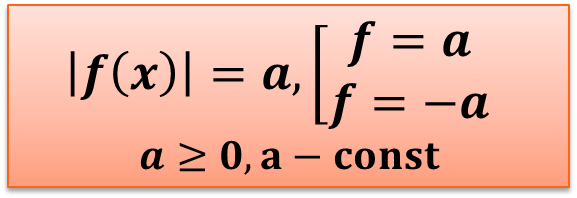 |f(x)| = a, [ f = a
f = −a
a ≥ 0, a − const